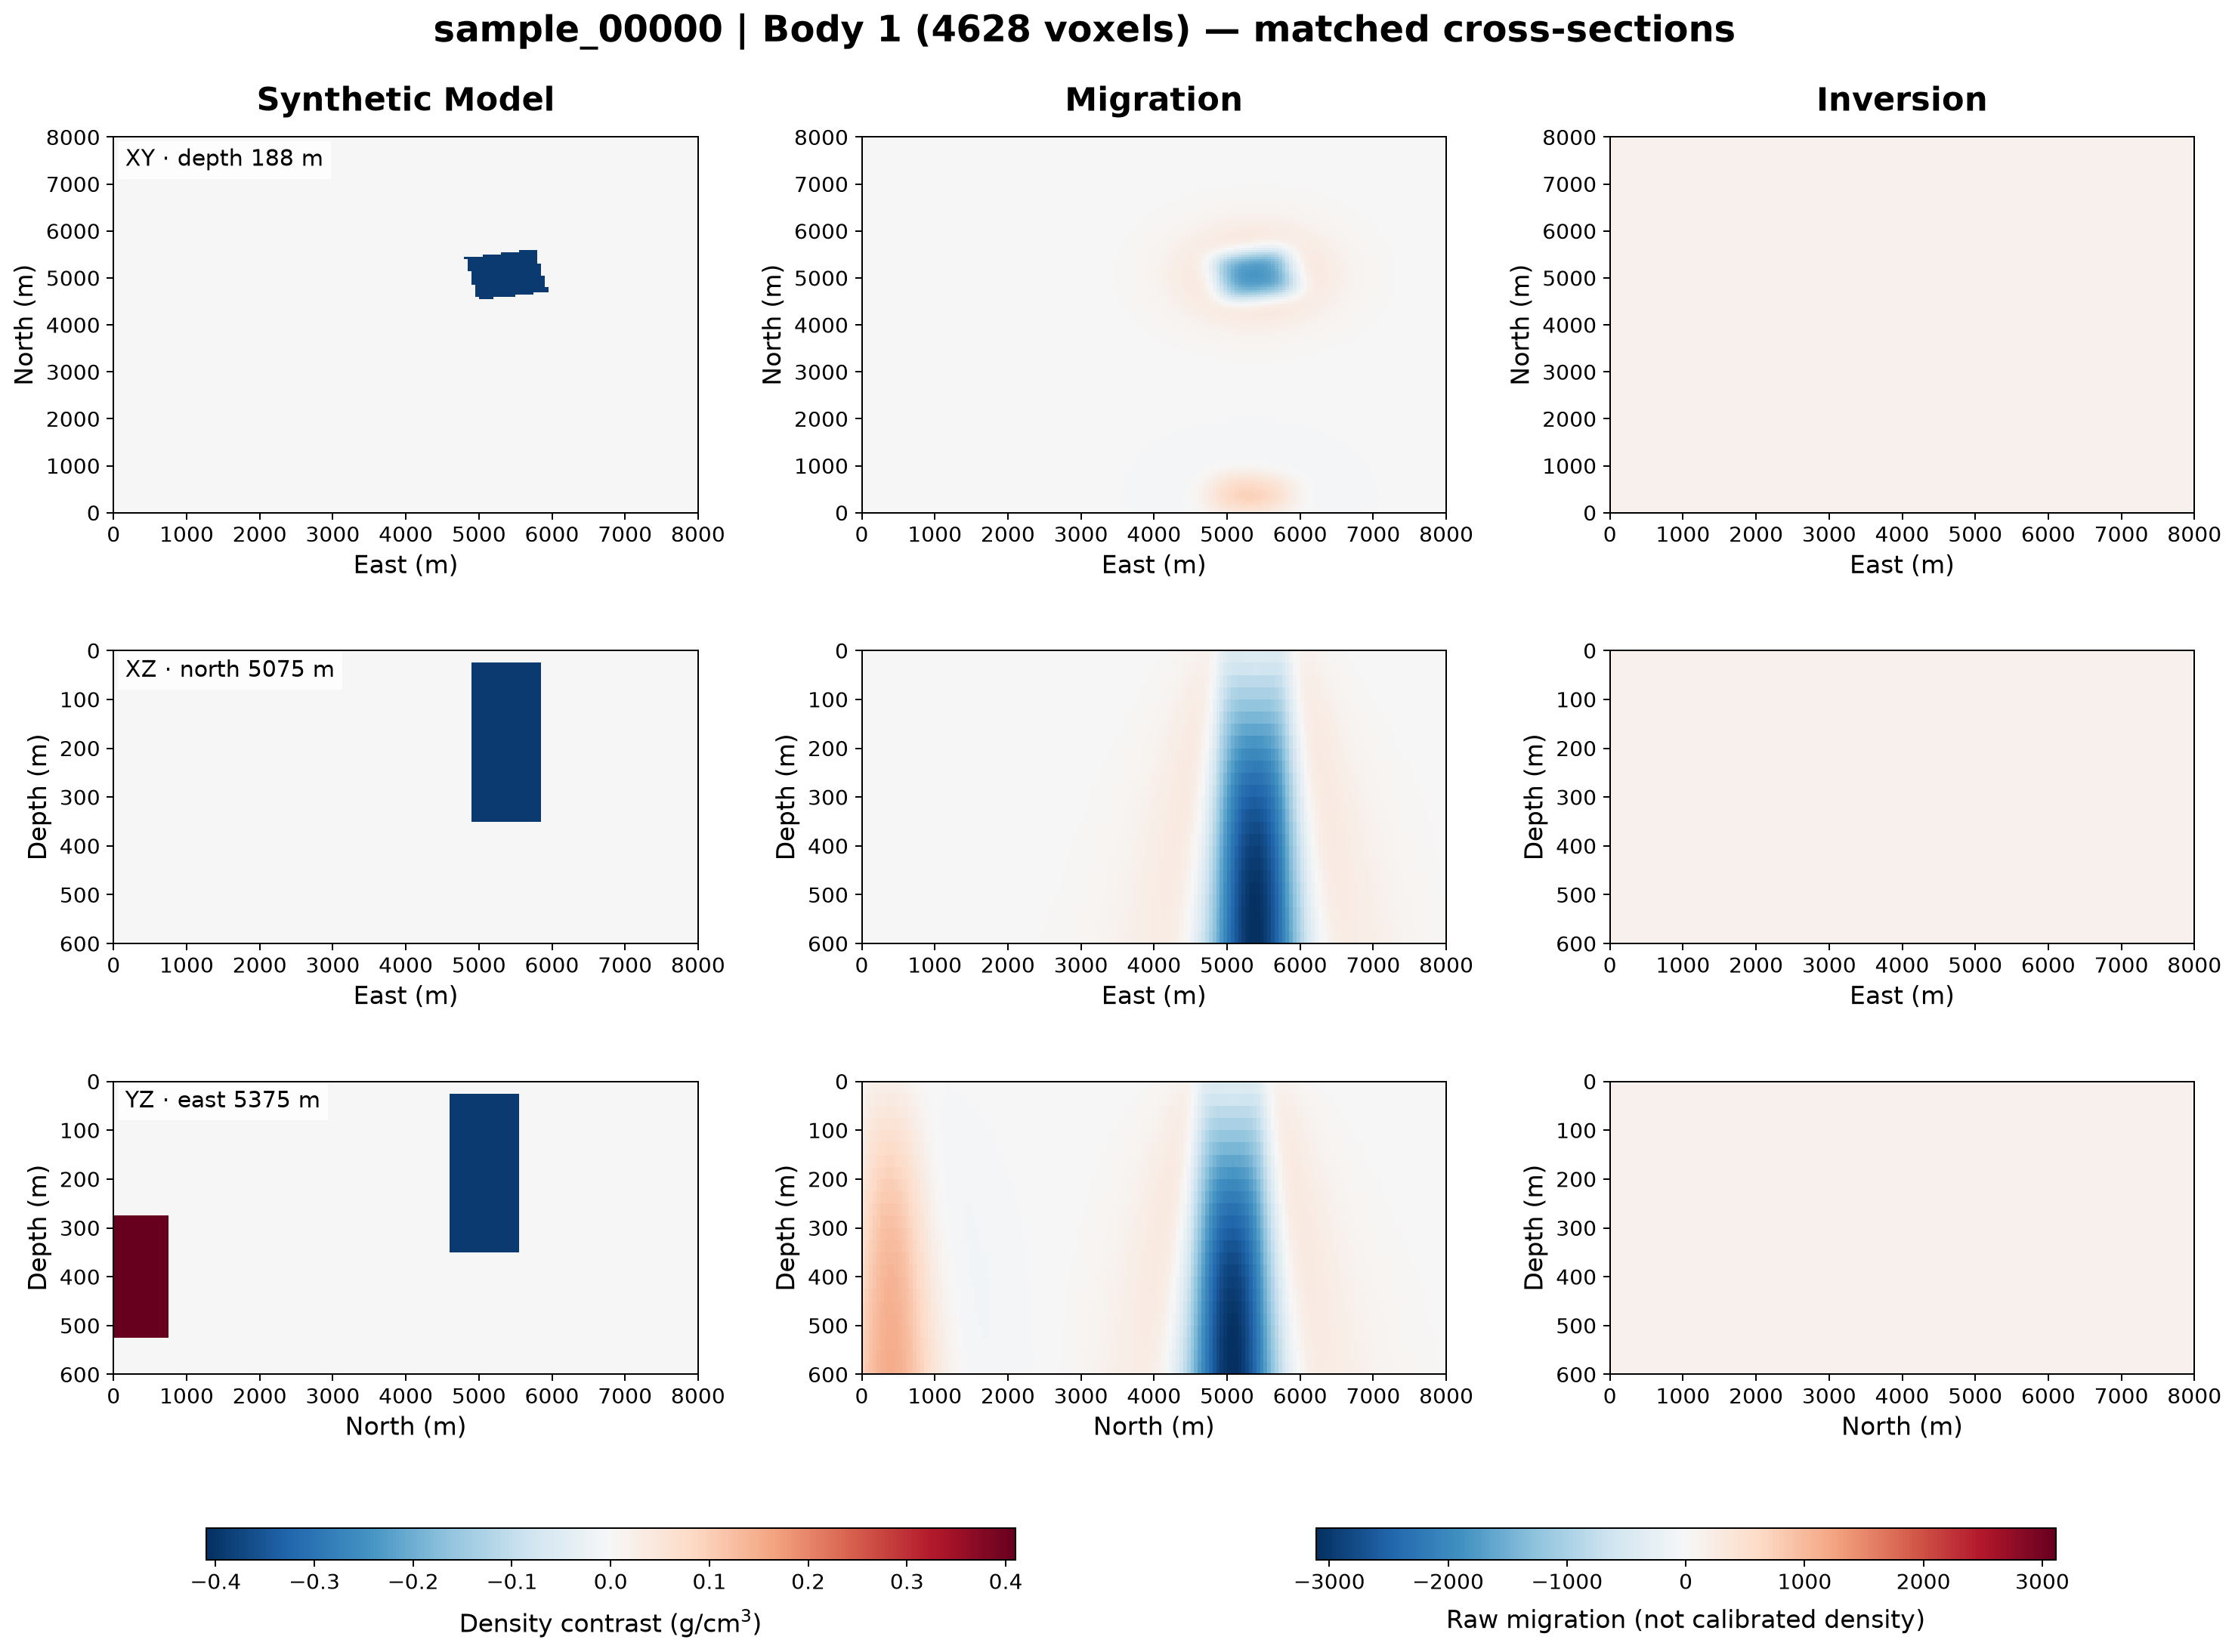 sample_00000 | Body 1 (4628 voxels) — matched cross-sections
Synthetic Model
Migration
Inversion
8000
7000
6000
5000
4000
3000
2000
1000
0
North (m)
XY · depth 188 m
0 1000 2000 3000 4000 5000 6000 7000 8000
East (m)
8000
7000
6000
5000
4000
3000
2000
1000
0
North (m)
0 1000 2000 3000 4000 5000 6000 7000 8000
East (m)
8000
7000
6000
5000
4000
3000
2000
1000
0
North (m)
0 1000 2000 3000 4000 5000 6000 7000 8000
East (m)
0
100
200
300
400
500
600
Depth (m)
XZ · north 5075 m
0 1000 2000 3000 4000 5000 6000 7000 8000
East (m)
0
100
200
300
400
500
600
Depth (m)
0 1000 2000 3000 4000 5000 6000 7000 8000
East (m)
0
100
200
300
400
500
600
Depth (m)
0 1000 2000 3000 4000 5000 6000 7000 8000
East (m)
0
100
200
300
400
500
600
Depth (m)
YZ · east 5375 m
0 1000 2000 3000 4000 5000 6000 7000 8000
North (m)
0
100
200
300
400
500
600
Depth (m)
0 1000 2000 3000 4000 5000 6000 7000 8000
North (m)
0
100
200
300
400
500
600
Depth (m)
0 1000 2000 3000 4000 5000 6000 7000 8000
North (m)
−0.4 −0.3 −0.2 −0.1 0.0 0.1 0.2 0.3 0.4
Density contrast (g/cm³)
−3000 −2000 −1000 0 1000 2000 3000
Raw migration (not calibrated density)